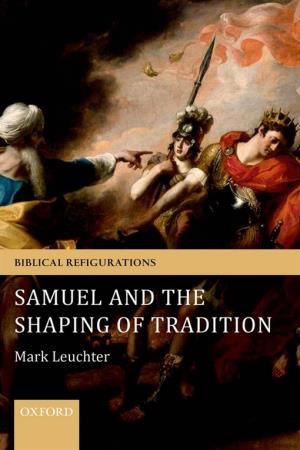 BIBLICAL REFIGURATIONS
SAMUEL AND THE
SHAPING OF TRADITION
Mark Leuchter
OXFORD